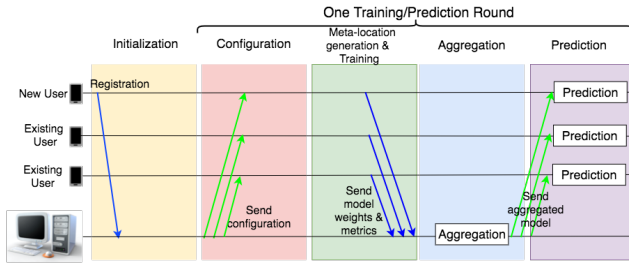 One Training/Prediction Round
Initialization
Configuration
Meta-location
generation &
Training
Aggregation
Prediction
New User
Registration
Prediction
Existing
User
Prediction
Existing
User
Prediction
Send
configuration
Send
model
weights &
metrics
Send
aggregated
model
Aggregation